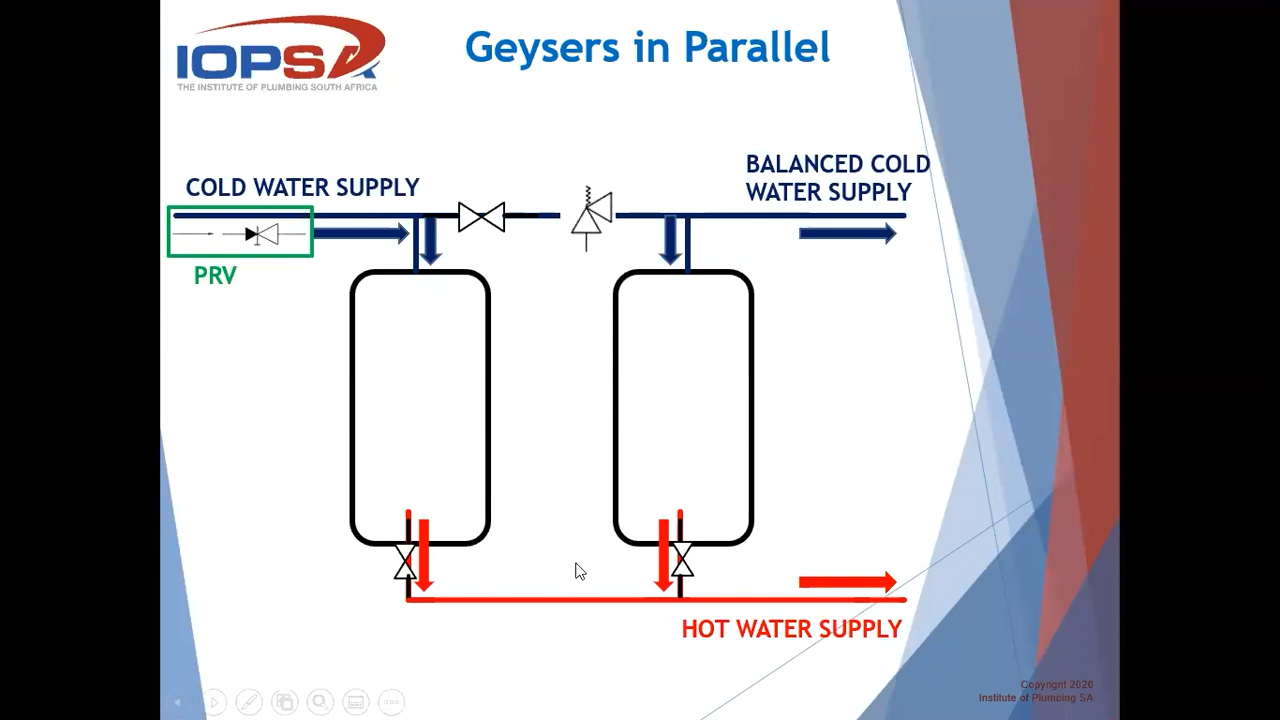 IOPSA
THE INSTITUTE OF PLUMBING SOUTH AFRICA
Geysers in Parallel
COLD WATER SUPPLY
BALANCED COLD
WATER SUPPLY
PRV
HOT WATER SUPPLY
Copyright 2020
Institute of Plumbing SA